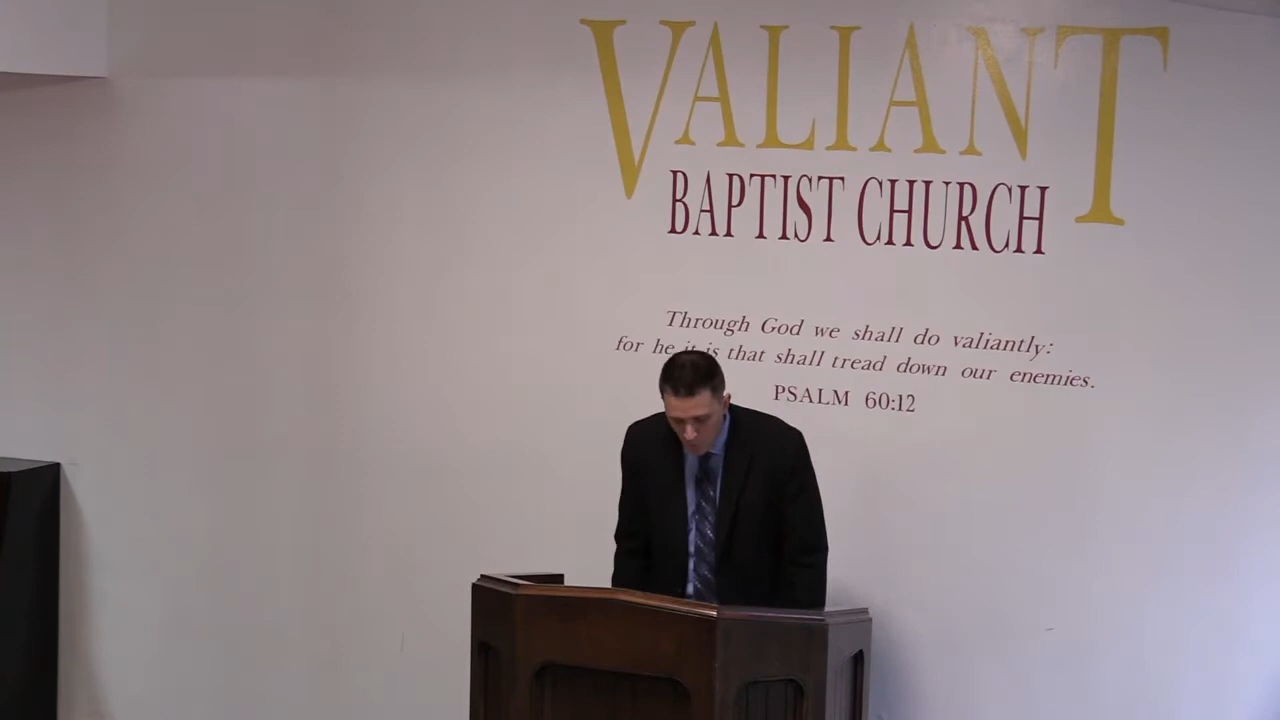 VALIANT
BAPTIST CHURCH
Through God we shall do valiantly:
for he it is that shall tread down our enemies.
PSALM 60:12